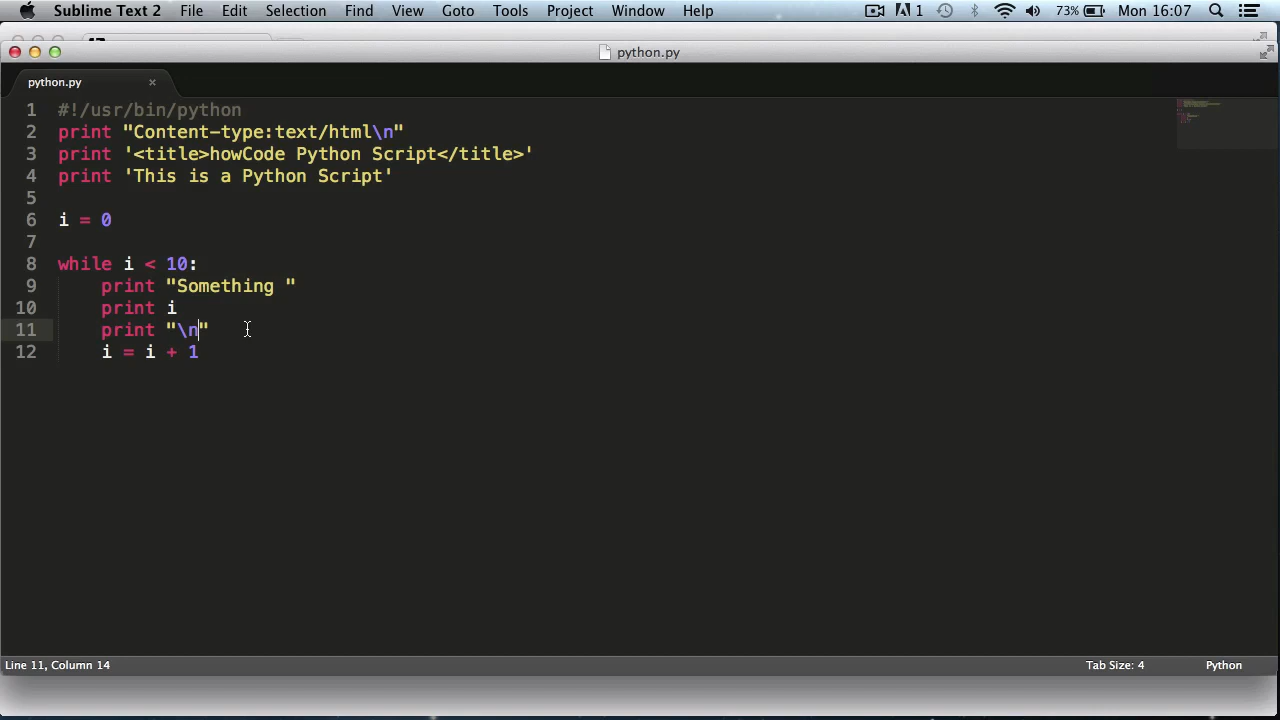 Sublime Text 2 File Edit Selection Find View Goto Tools Project Window Help 1 73% Mon 16:07
python.py
python.py ×
1 #!/usr/bin/python
2 print "Content-type:text/html\n"
3 print '<title>howCode Python Script</title>'
4 print 'This is a Python Script'
5
6 i = 0
7
8 while i < 10:
9 print "Something "
10 print i
11 print "\n"
12 i = i + 1
Line 11, Column 14 Tab Size: 4 Python